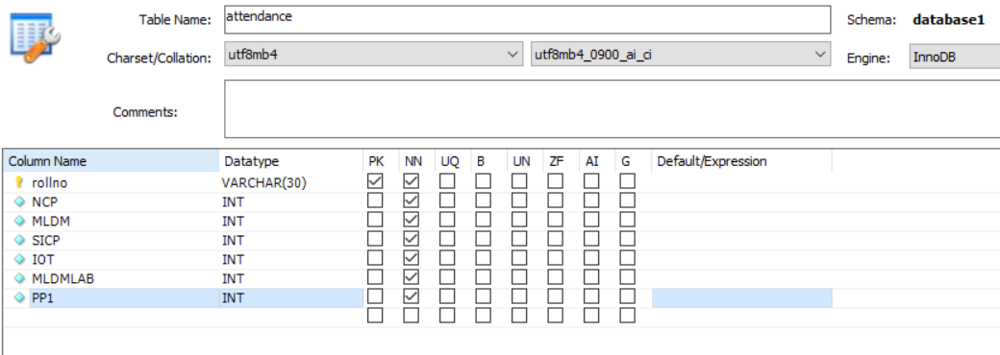 Table Name: attendance Schema: database1
Charset/Collation: utf8mb4 utf8mb4_0900_ai_ci Engine: InnoDB
Comments:
Column Name Datatype PK NN UQ B UN ZF AI G Default/Expression
rollno VARCHAR(30)
NCP INT
MLDM INT
SICP INT
IOT INT
MLDMLAB INT
PP1 INT